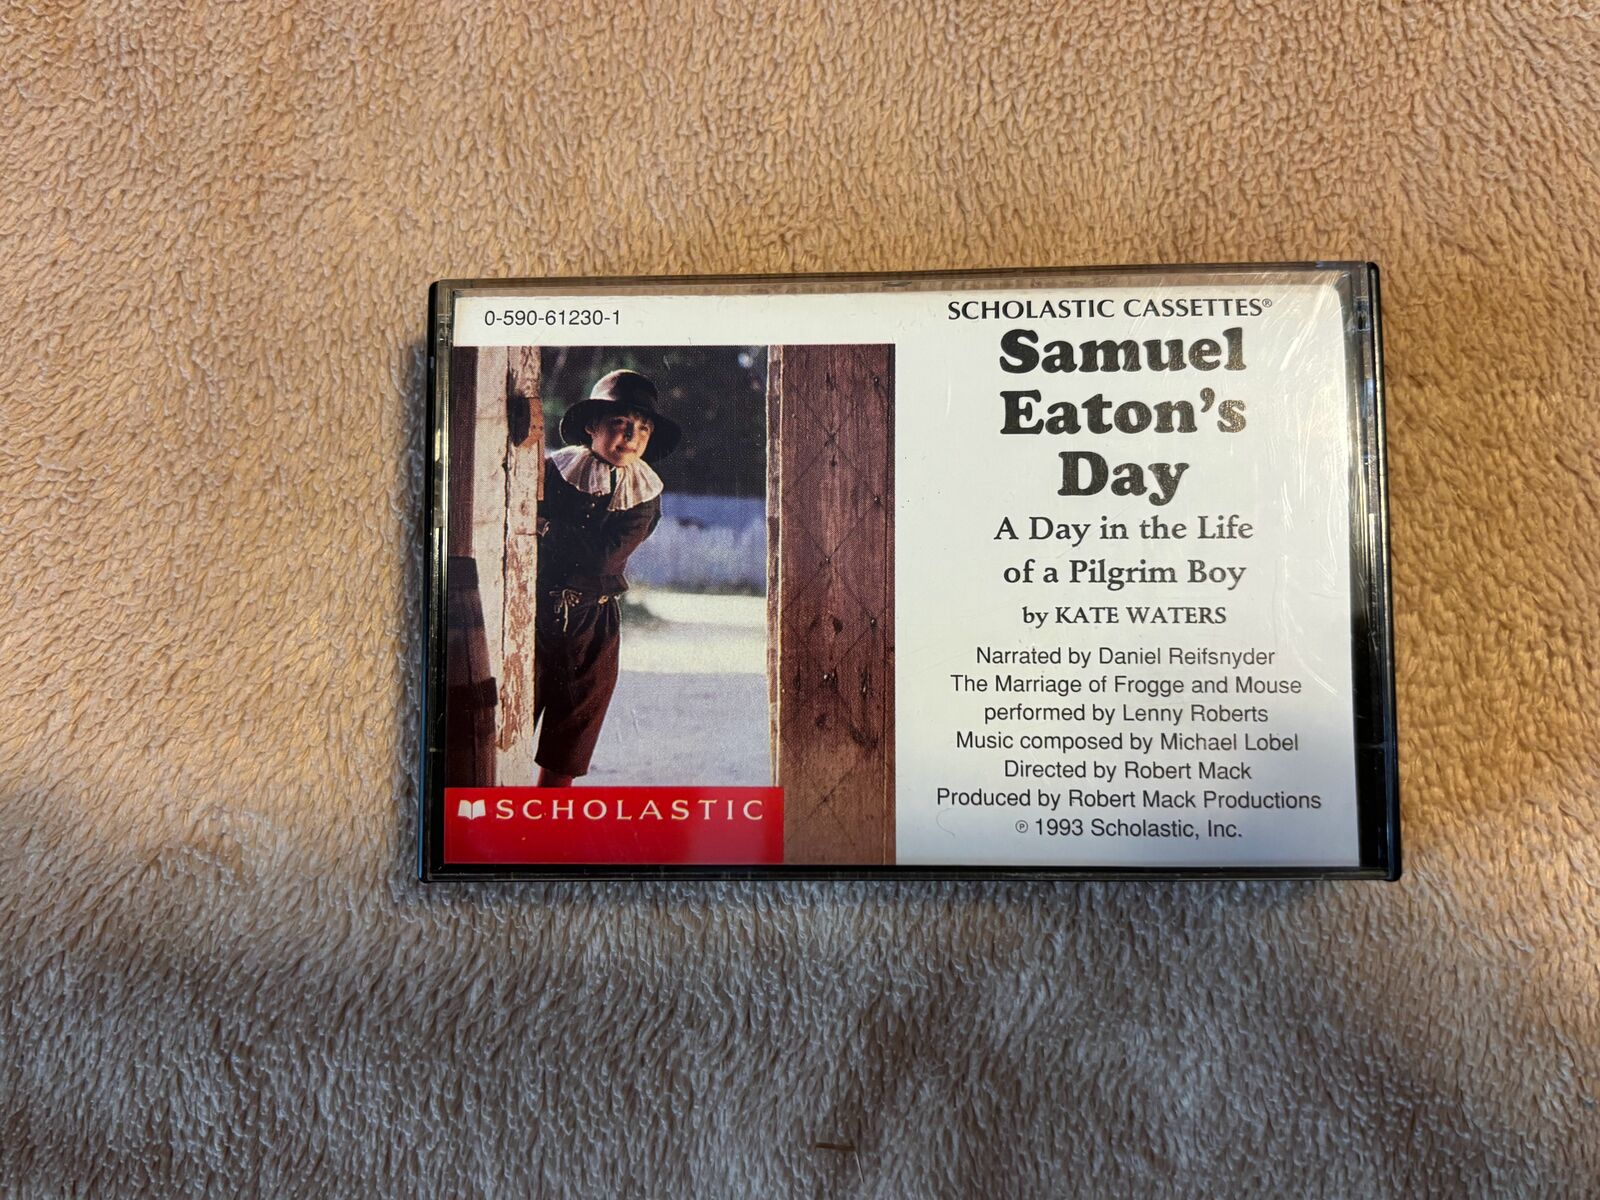 0-590-61230-1
SCHOLASTIC
SCHOLASTIC CASSETTES®
Samuel
Eaton's
Day
A Day in the Life
of a Pilgrim Boy
by KATE WATERS
Narrated by Daniel Reifsnyder
The Marriage of Frogge and Mouse
performed by Lenny Roberts
Music composed by Michael Lobel
Directed by Robert Mack
Produced by Robert Mack Productions
℗ 1993 Scholastic, Inc.